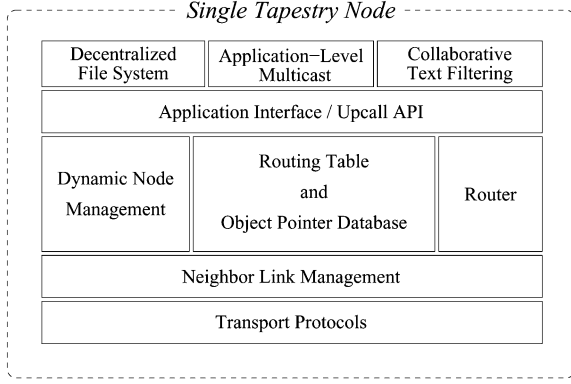 Single Tapestry Node
Decentralized
File System
Application−Level
Multicast
Collaborative
Text Filtering
Application Interface / Upcall API
Dynamic Node
Management
Routing Table
and
Object Pointer Database
Router
Neighbor Link Management
Transport Protocols